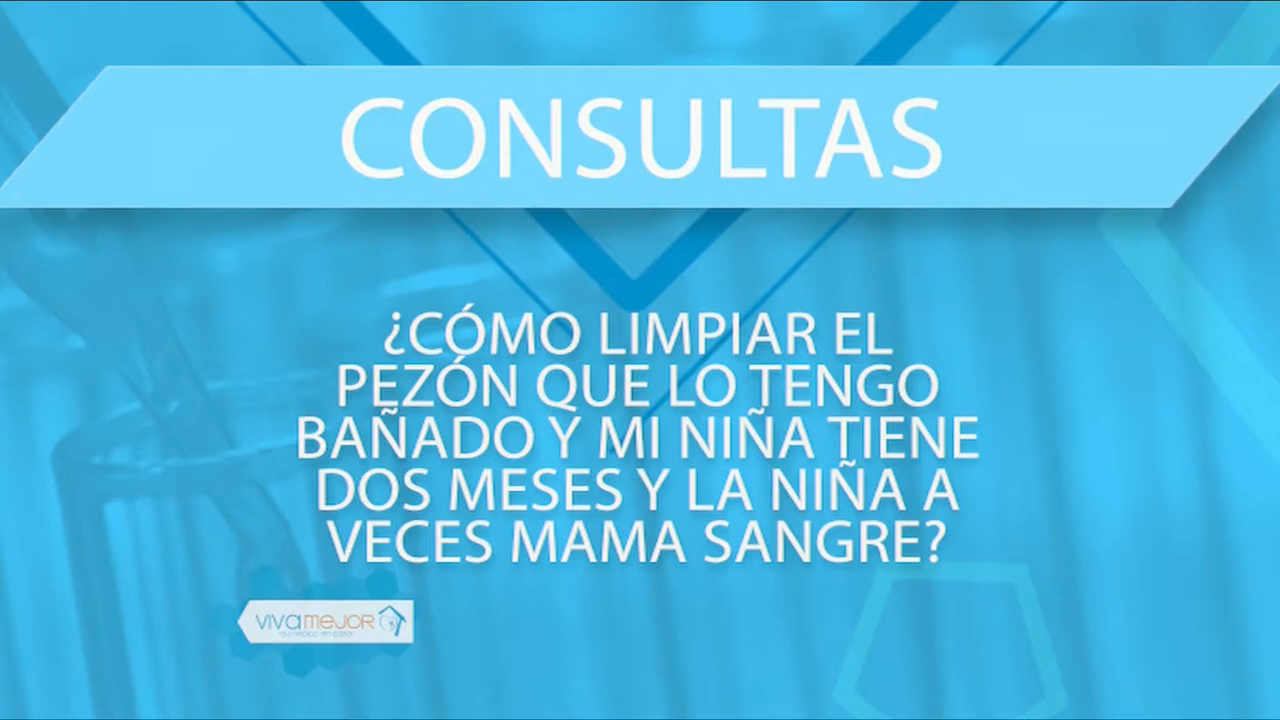 CONSULTAS
¿CÓMO LIMPIAR EL
PEZÓN QUE LO TENGO
BAÑADO Y MI NIÑA TIENE
DOS MESES Y LA NIÑA A
VECES MAMA SANGRE?
VIVAMEJOR